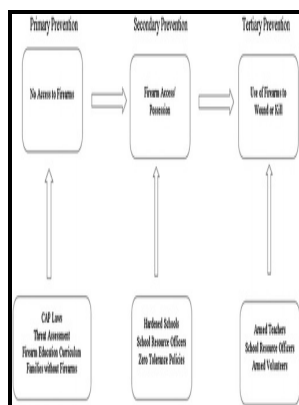 Primary Prevention
Secondary Prevention
Tertiary Prevention
No Access to Firearms
Firearm Access/
Possession
Use of Firearms to
Wound or Kill
CAP Laws
Threat Assessment
Firearm Education Curriculum
Families without Firearms
Hardened Schools
School Resource Officers
Zero Tolerance Policies
Armed Teachers
School Resource Officers
Armed Volunteers